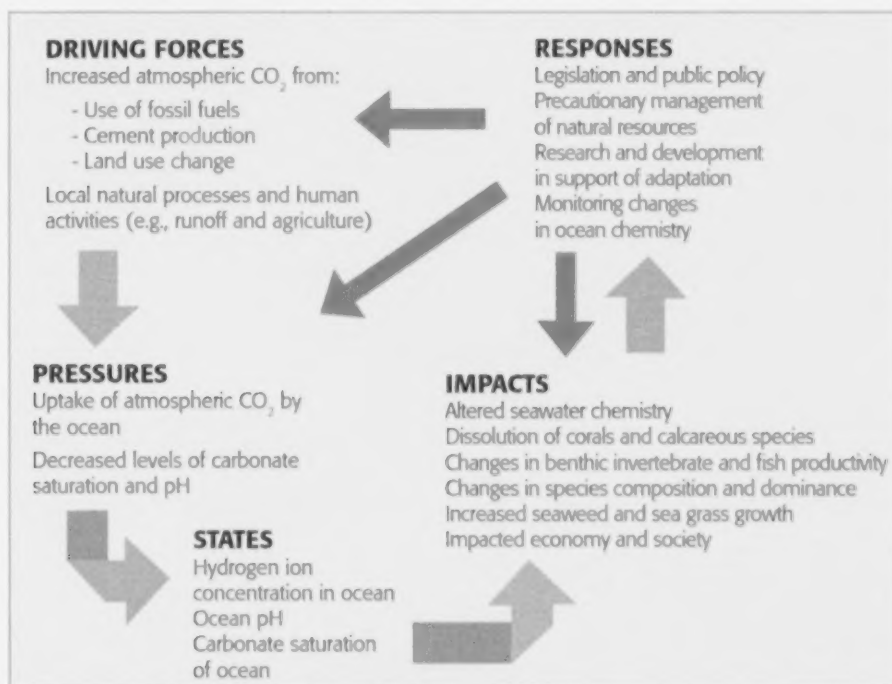 DRIVING FORCES
Increased atmospheric CO₂ from:
- Use of fossil fuels
- Cement production
- Land use change
Local natural processes and human
activities (e.g., runoff and agriculture)
RESPONSES
Legislation and public policy
Precautionary management
of natural resources
Research and development
in support of adaptation
Monitoring changes
in ocean chemistry
PRESSURES
Uptake of atmospheric CO₂ by
the ocean
Decreased levels of carbonate
saturation and pH
STATES
Hydrogen ion
concentration in ocean
Ocean pH
Carbonate saturation
of ocean
IMPACTS
Altered seawater chemistry
Dissolution of corals and calcareous species
Changes in benthic invertebrate and fish productivity
Changes in species composition and dominance
Increased seaweed and sea grass growth
Impacted economy and society